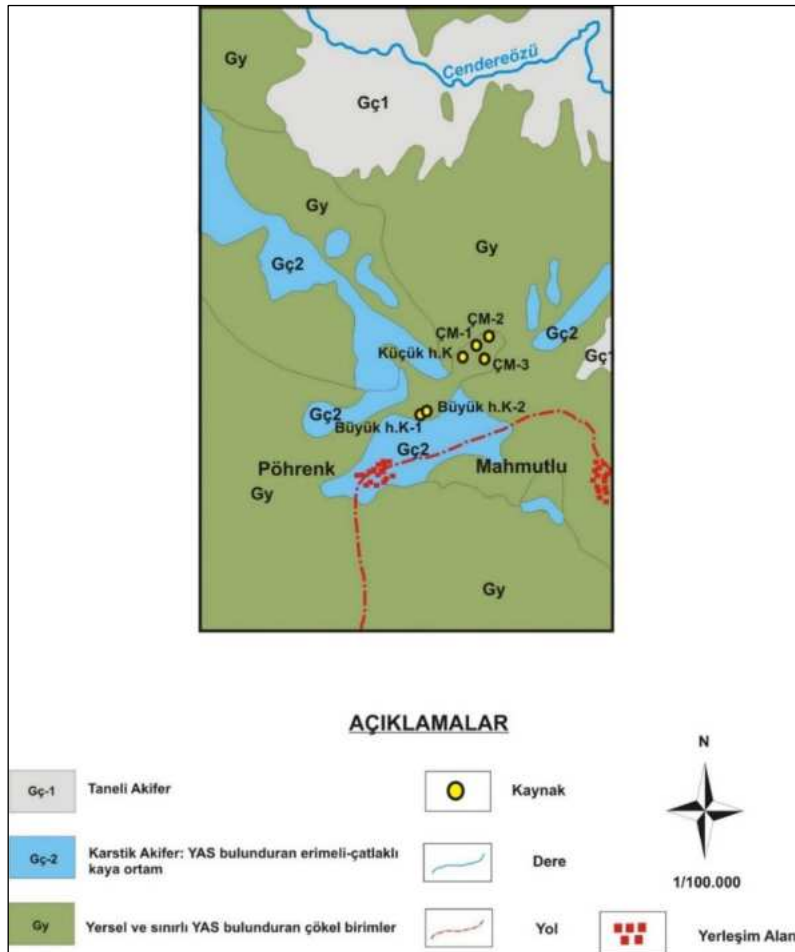 Gy
Cendereözü
Gç1
Gy
Gç2
Gy
ÇM-2
ÇM-1
Gç2
Küçük h.K
ÇM-3
Gç1
Gç2
Büyük h.K-2
Büyük h.K-1
Gç2
Pöhrenk
Mahmutlu
Gy
Gy
AÇIKLAMALAR
N
Gç-1
Taneli Akifer
Kaynak
Gç-2
Karstik Akifer: YAS bulunduran erimeli-çatlaklı
kaya ortam
Dere
1/100.000
Gy
Yersel ve sınırlı YAS bulunduran çökel birimler
Yol
Yerleşim Alan